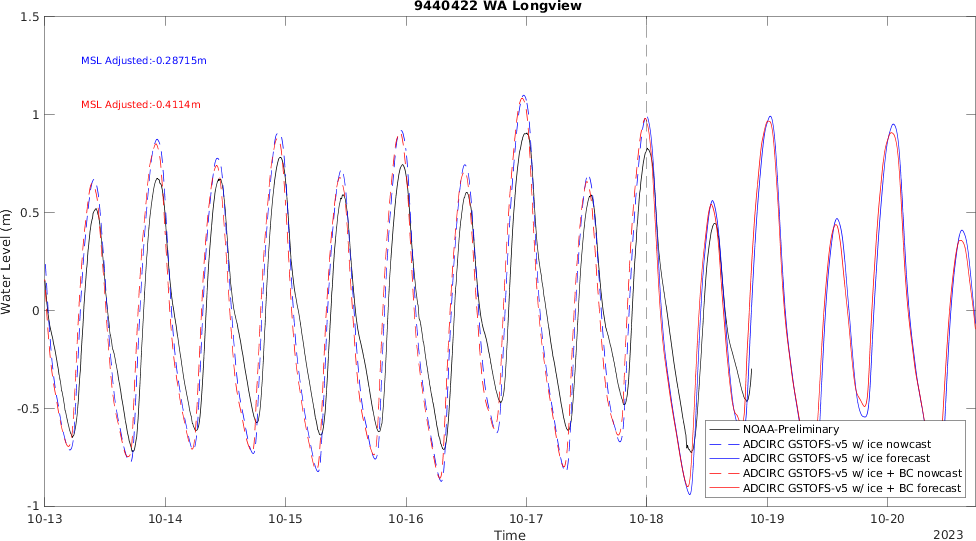 9440422 WA Longview
MSL Adjusted:-0.28715m
MSL Adjusted:-0.4114m
Water Level (m)
1.5
1
0.5
0
-0.5
-1
NOAA-Preliminary
ADCIRC GSTOFS-v5 w/ ice nowcast
ADCIRC GSTOFS-v5 w/ ice forecast
ADCIRC GSTOFS-v5 w/ ice + BC nowcast
ADCIRC GSTOFS-v5 w/ ice + BC forecast
10-13 10-14 10-15 10-16 10-17 10-18 10-19 10-20
Time
2023